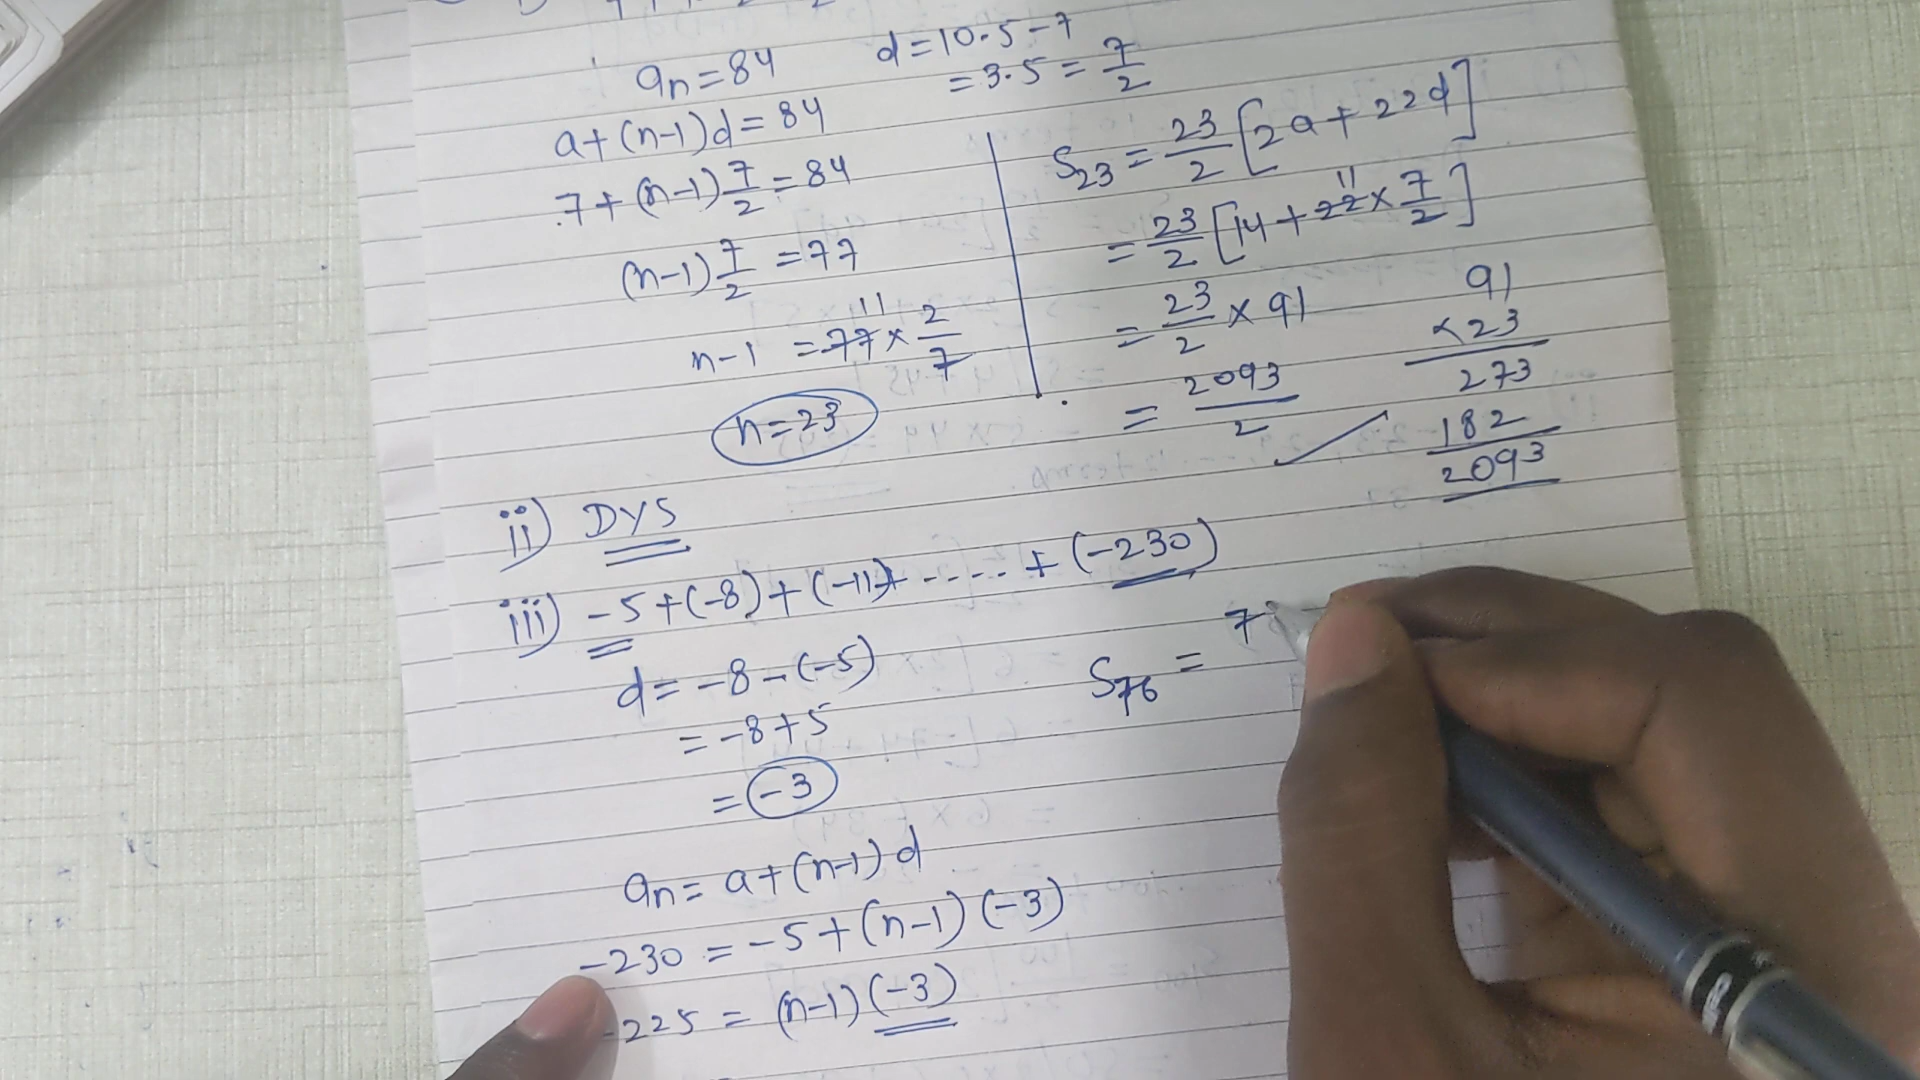 an = 84
a+(n-1)d = 84
7+(n-1)7/2 = 84
(n-1)7/2 = 77
n-1 = 77 11 × 2/7
n = 23
d = 10.5 - 7
= 3.5 = 7/2
S23 = 23/2 [2a + 22d]
= 23/2 [14 + 22 11 × 7/2]
= 23/2 × 91
= 2093/2
91
×23
273
182
2093
ii) DYS
iii) -5+(-8)+(-11)+ ----- + (-230)
d = -8-(-5)
= -8+5
= -3
an = a+(n-1)d
-230 = -5+(n-1)(-3)
-225 = (n-1)(-3)
S76 = 7